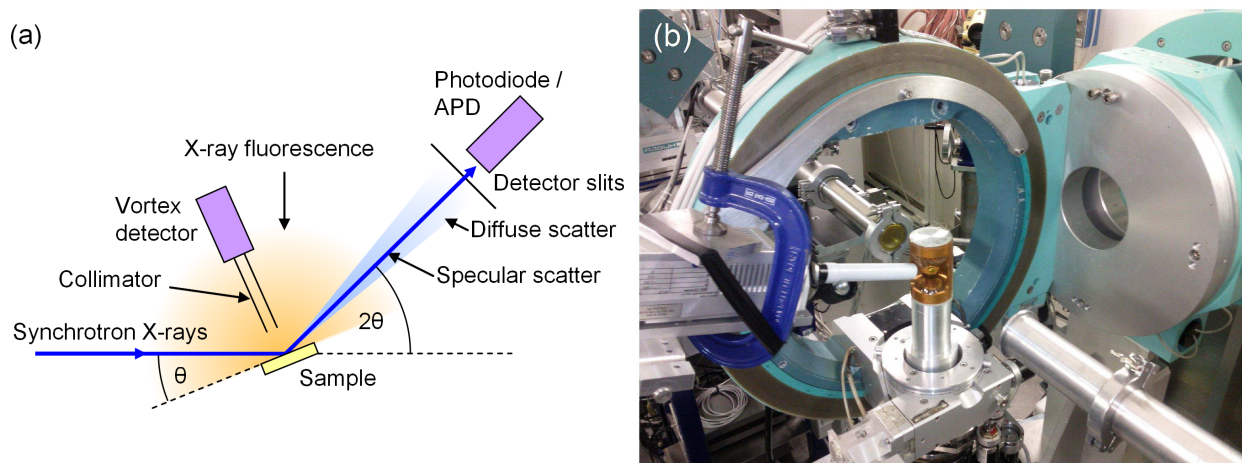 (a)
Photodiode /
APD
X-ray fluorescence
Detector slits
Vortex
detector
Diffuse scatter
Collimator
Specular scatter
Synchrotron X-rays
2θ
θ
Sample
(b)